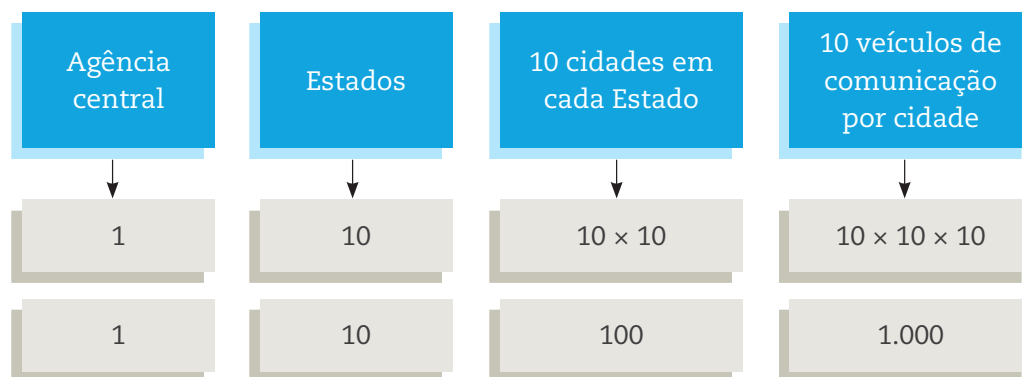 Agência
central
Estados
10 cidades em
cada Estado
10 veículos de
comunicação
por cidade
1
10
10 × 10
10 × 10 × 10
1
10
100
1.000